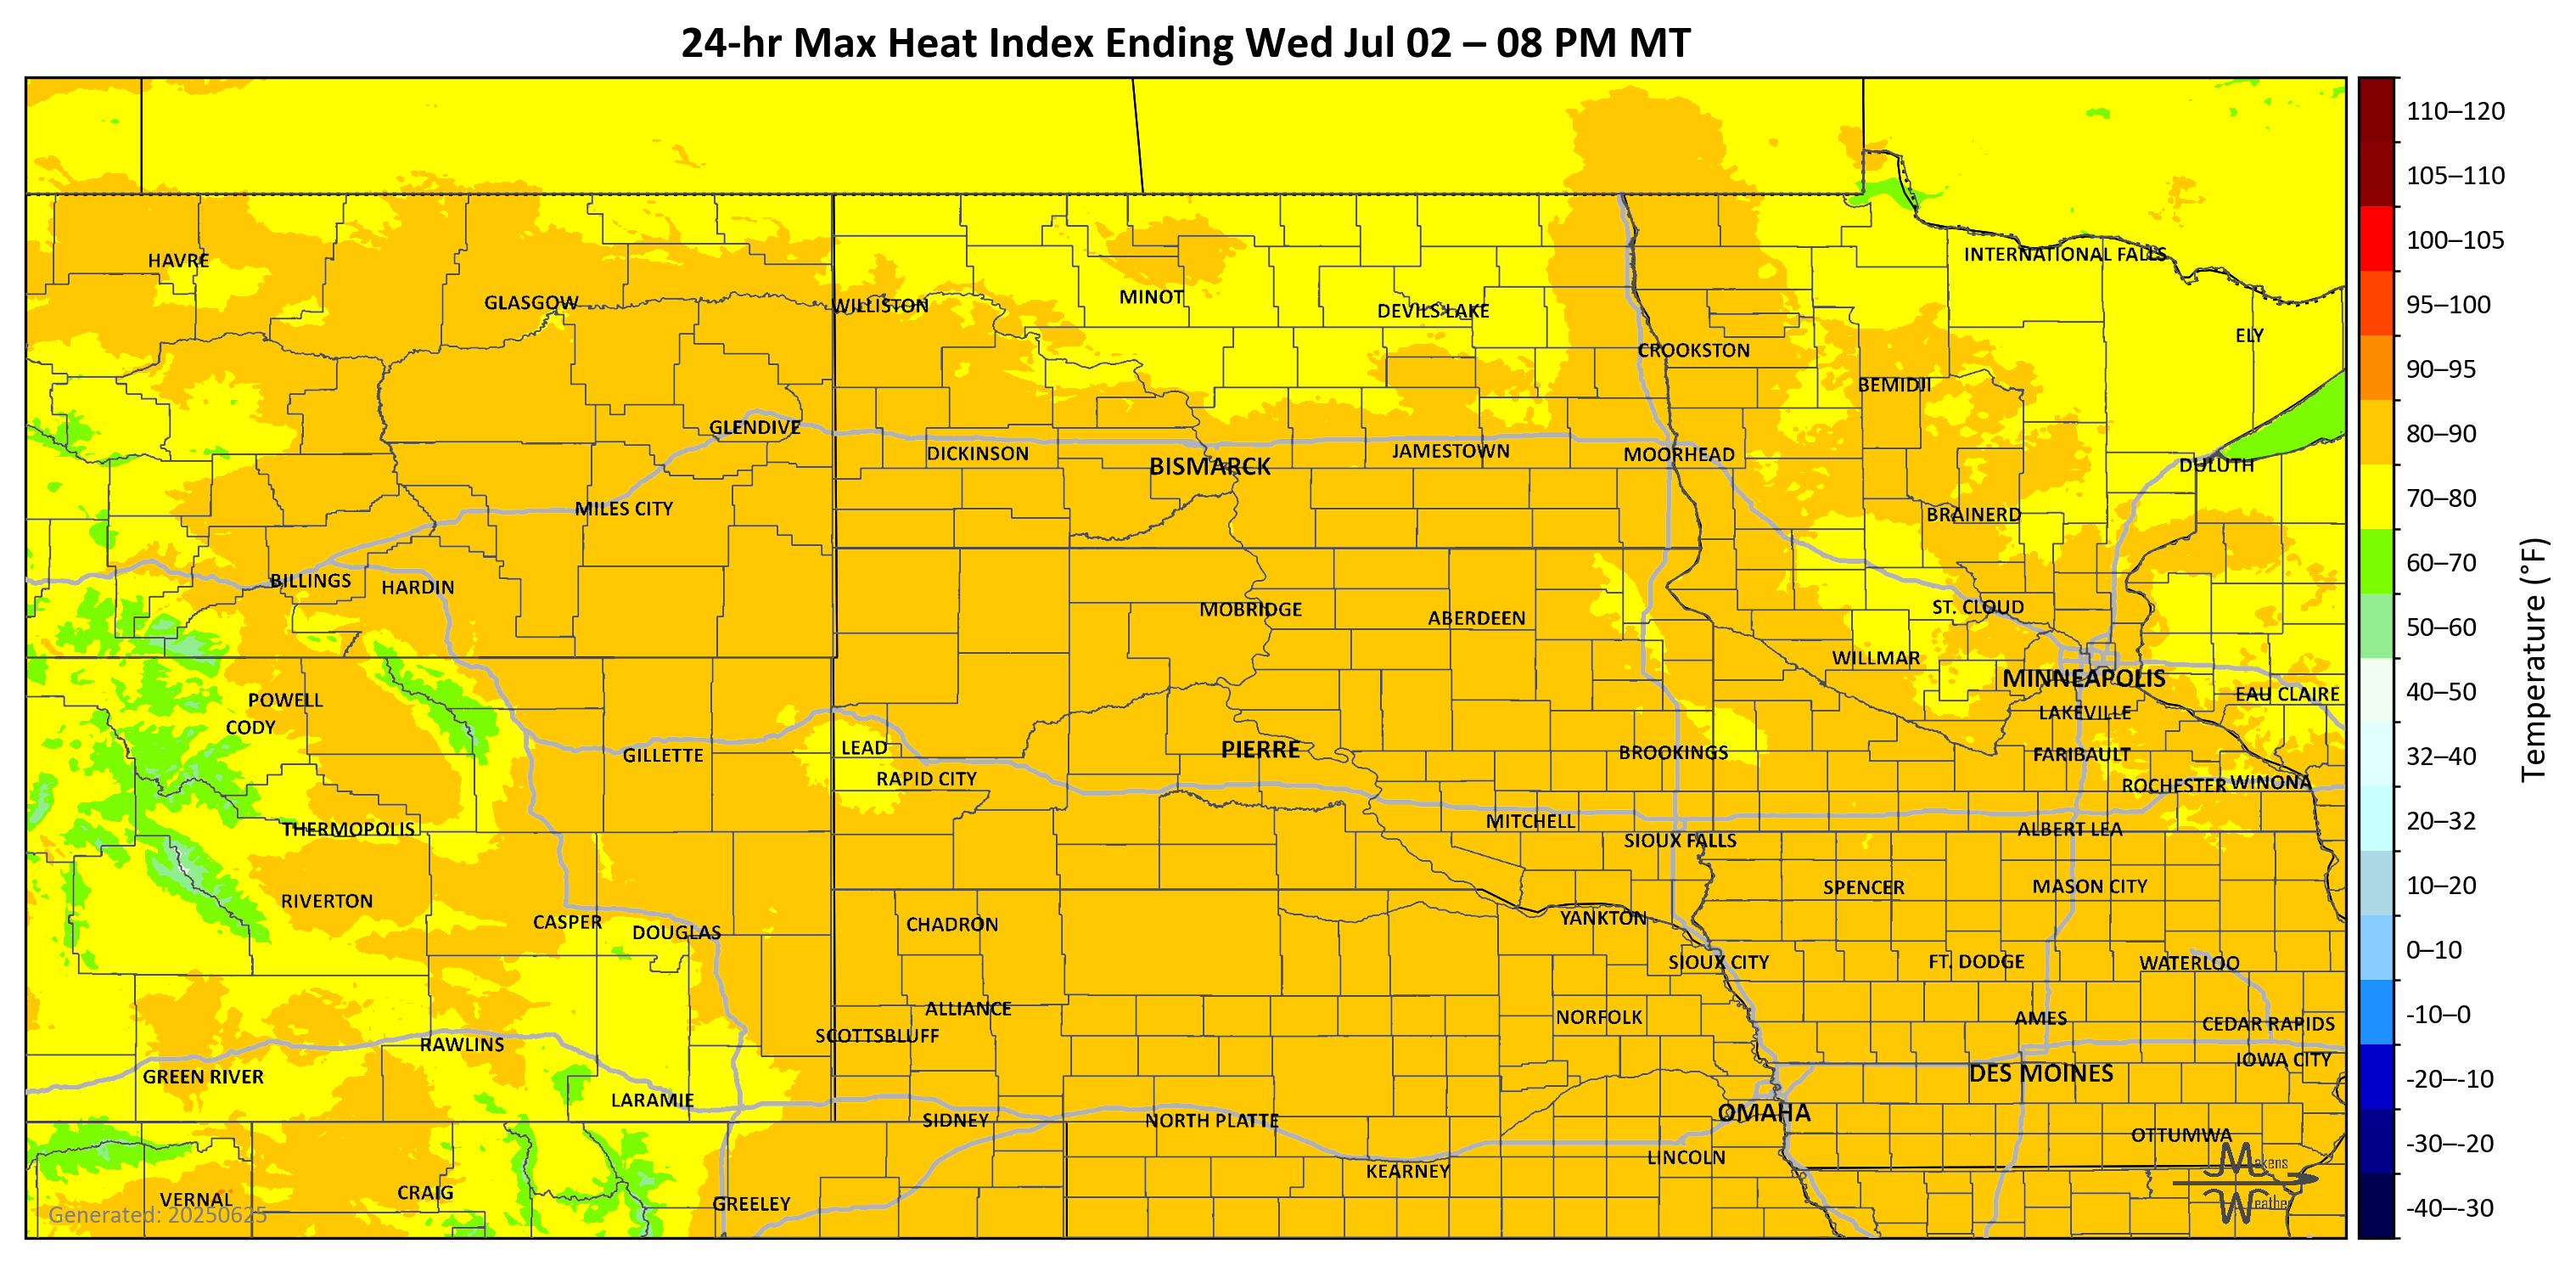 24-hr Max Heat Index Ending Wed Jul 02 – 08 PM MT
HAVRE
GLASGOW
WILLISTON
MINOT
DEVILS LAKE
CROOKSTON
INTERNATIONAL FALLS
ELY
BEMIDJI
GLENDIVE
DICKINSON
BISMARCK
JAMESTOWN
MOORHEAD
DULUTH
MILES CITY
BRAINERD
BILLINGS
HARDIN
MOBRIDGE
ABERDEEN
ST. CLOUD
WILLMAR
MINNEAPOLIS
EAU CLAIRE
POWELL
CODY
LAKEVILLE
GILLETTE
LEAD
RAPID CITY
PIERRE
BROOKINGS
FARIBAULT
ROCHESTER
WINONA
THERMOPOLIS
MITCHELL
SIOUX FALLS
ALBERT LEA
RIVERTON
CASPER
DOUGLAS
CHADRON
YANKTON
SPENCER
MASON CITY
SIOUX CITY
FT. DODGE
WATERLOO
ALLIANCE
SCOTTSBLUFF
NORFOLK
AMES
CEDAR RAPIDS
IOWA CITY
RAWLINS
GREEN RIVER
LARAMIE
SIDNEY
NORTH PLATTE
OMAHA
DES MOINES
OTTUMWA
KEARNEY
LINCOLN
VERNAL
CRAIG
GREELEY
Generated: 20250625
Makens
Weather
110–120
105–110
100–105
95–100
90–95
80–90
70–80
60–70
50–60
40–50
32–40
20–32
10–20
0–10
-10–0
-20–-10
-30–-20
-40–-30
Temperature (°F)